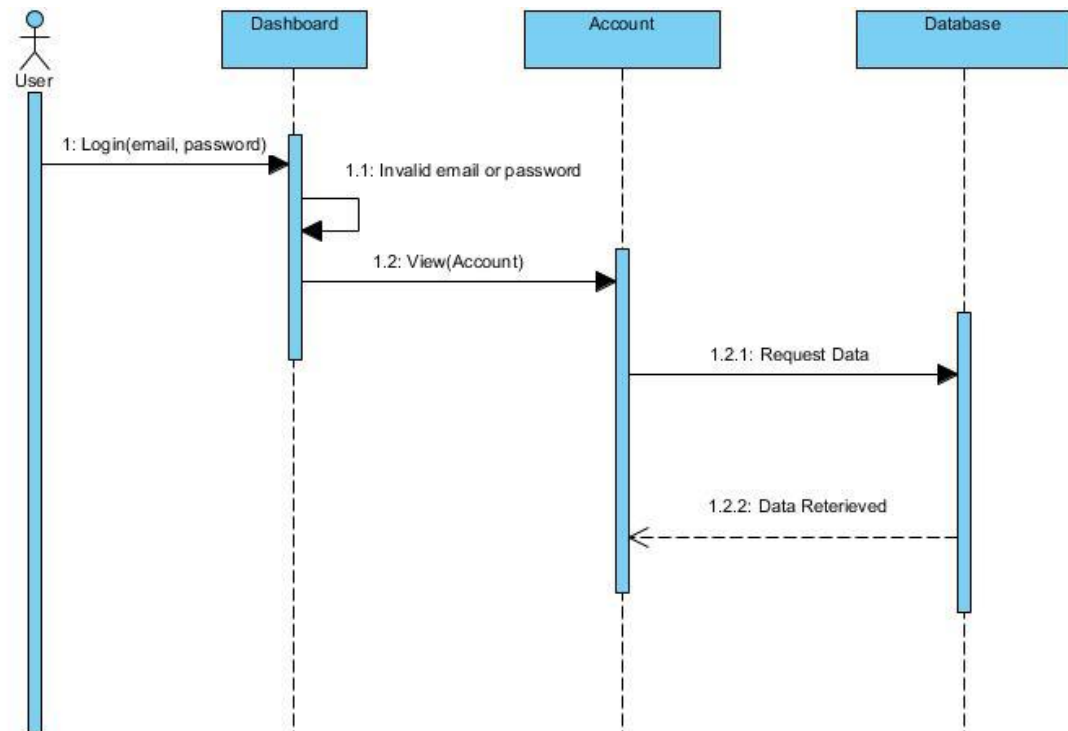 Dashboard
Account
Database
User
1: Login(email, password)
1.1: Invalid email or password
1.2: View(Account)
1.2.1: Request Data
1.2.2: Data Reterieved